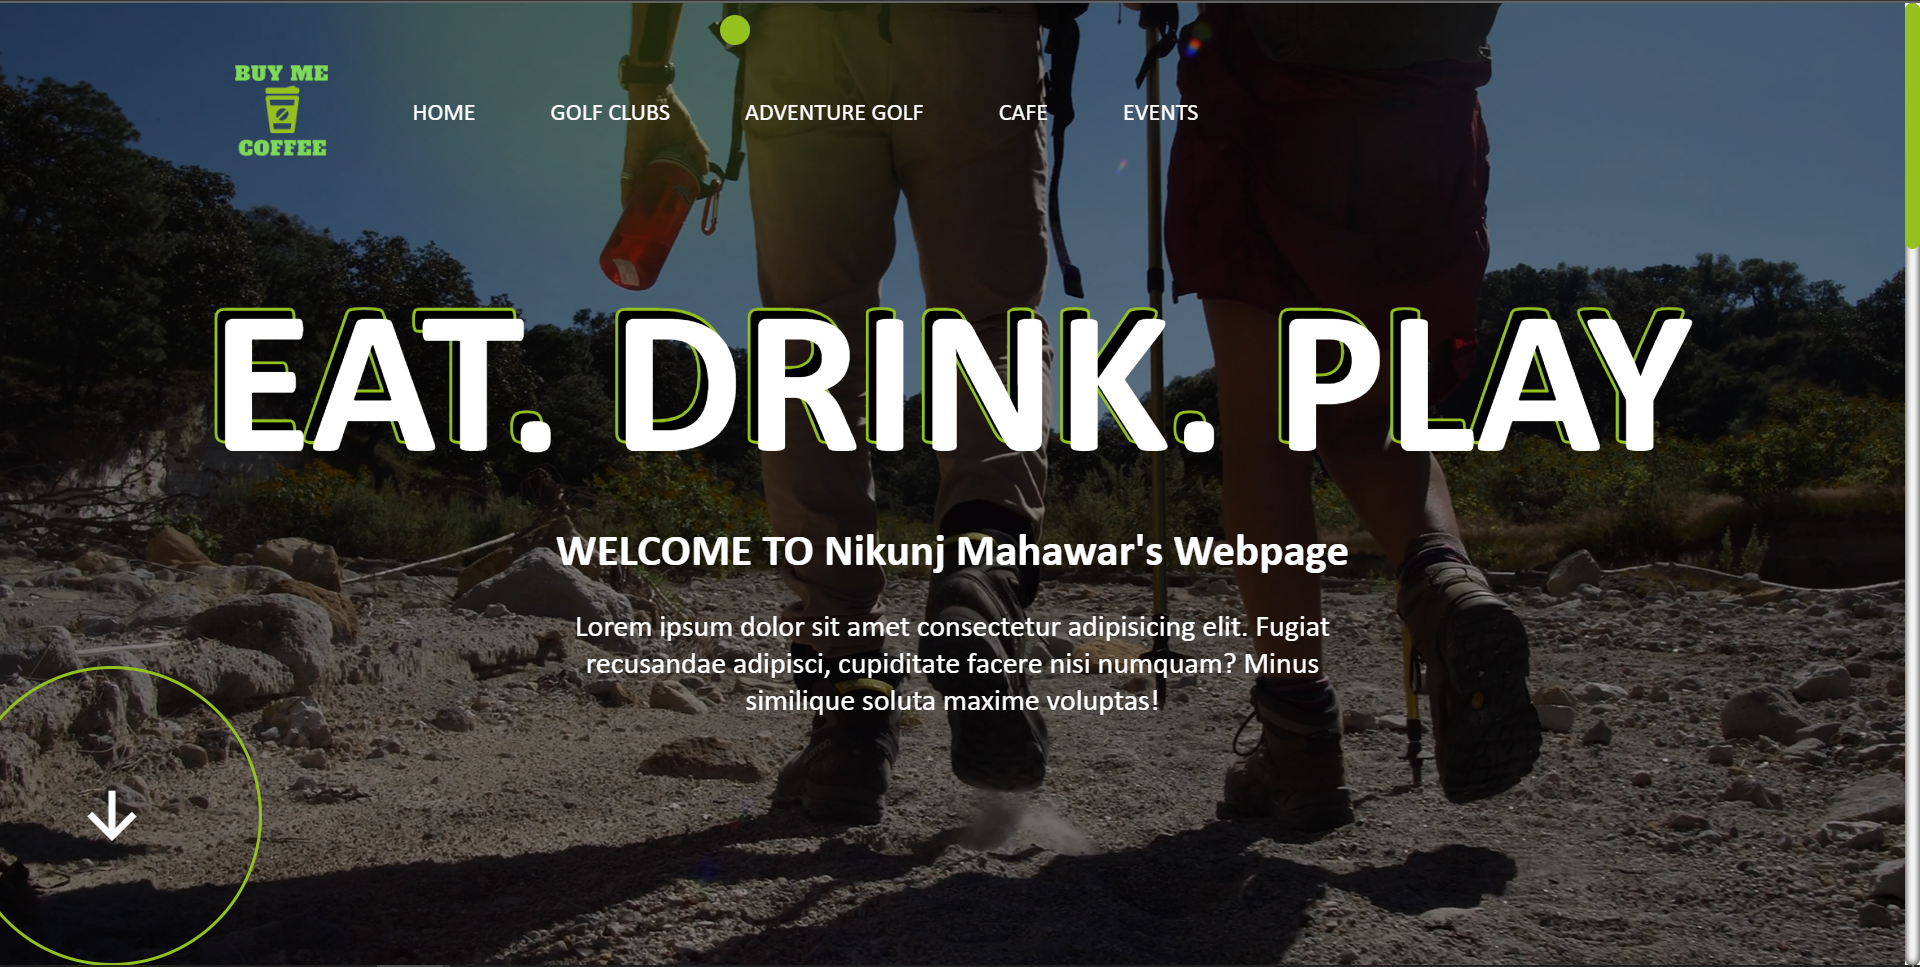 BUY ME
COFFEE
HOME GOLF CLUBS ADVENTURE GOLF CAFE EVENTS
EAT. DRINK. PLAY
WELCOME TO Nikunj Mahawar's Webpage
Lorem ipsum dolor sit amet consectetur adipisicing elit. Fugiat
recusandae adipisci, cupiditate facere nisi numquam? Minus
similique soluta maxime voluptas!